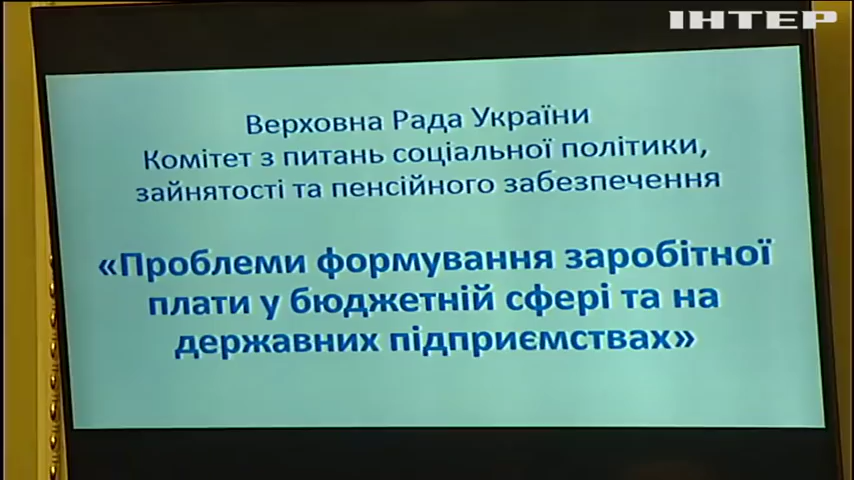 ІНТЕР
Верховна Рада України
Комітет з питань соціальної політики,
зайнятості та пенсійного забезпечення
«Проблеми формування заробітної
плати у бюджетній сфері та на
державних підприємствах»